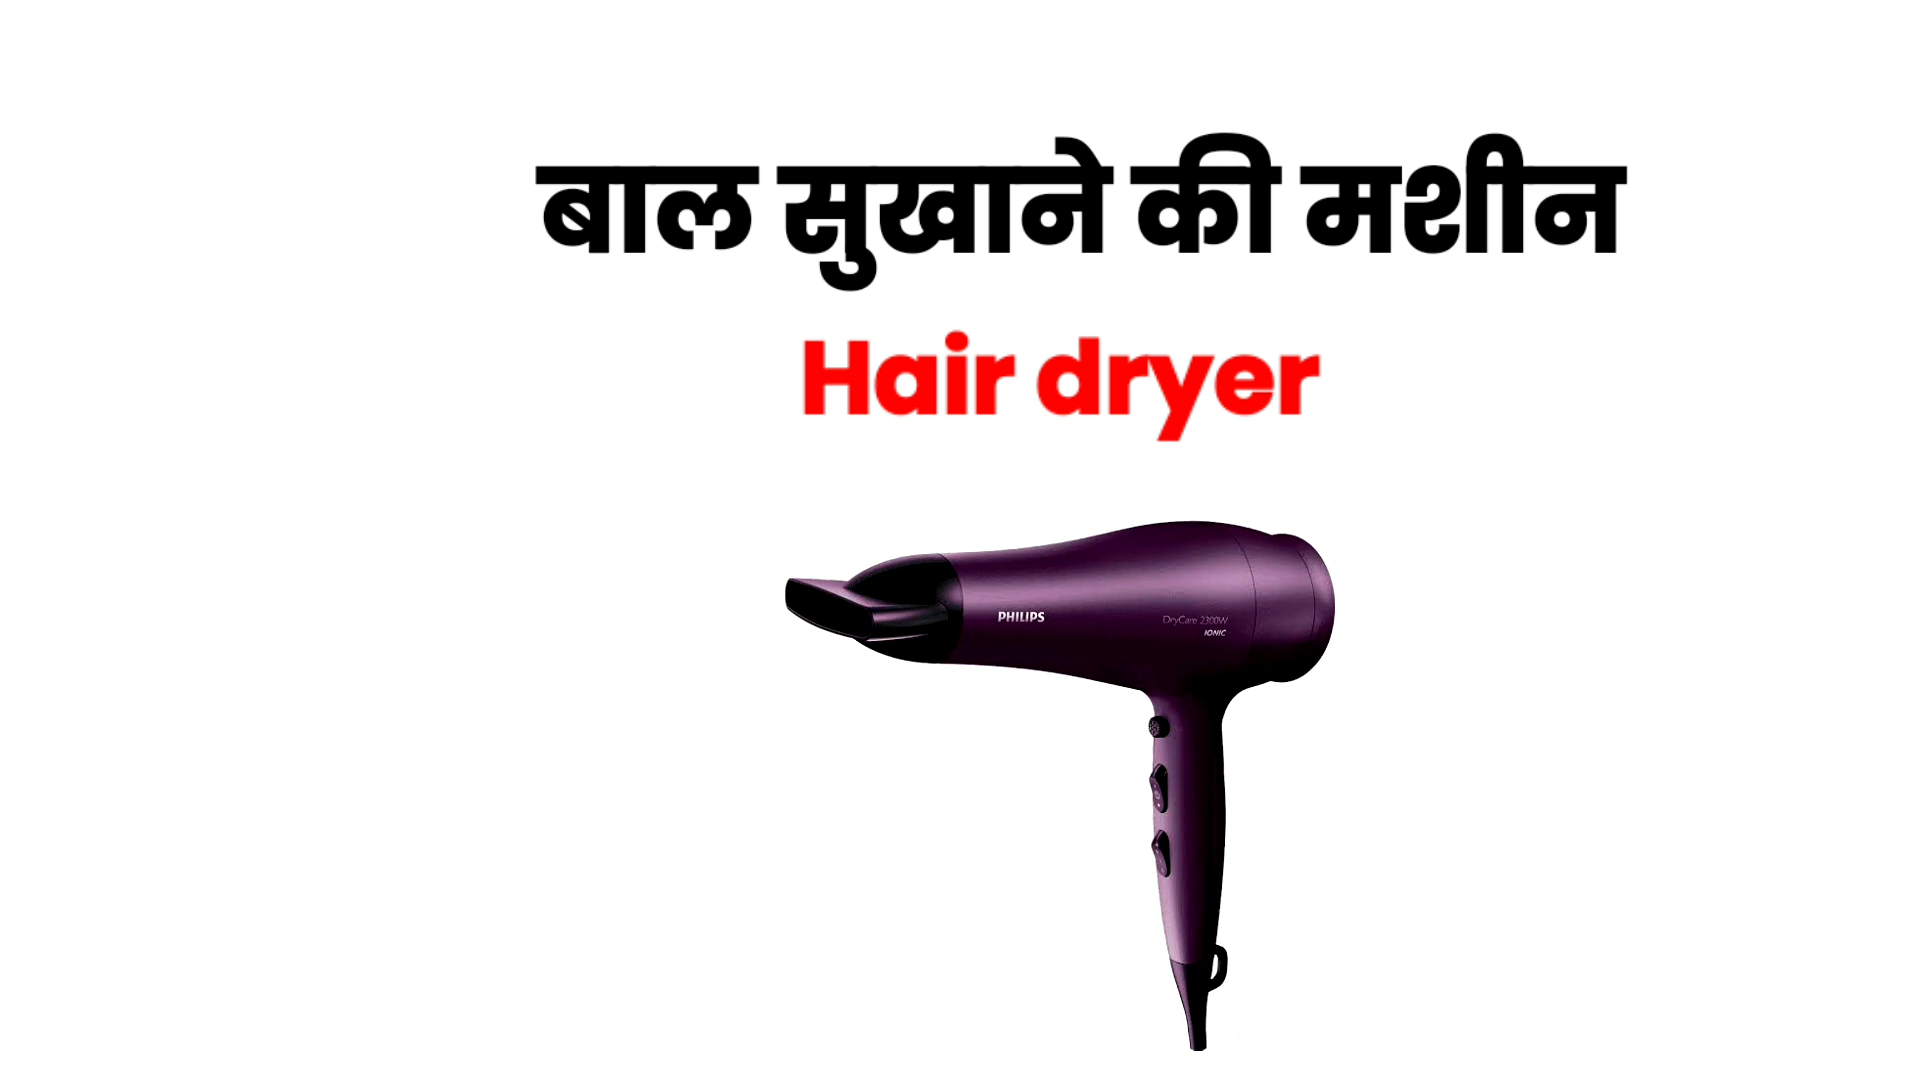 बाल सुखाने की मशीन
Hair dryer
PHILIPS
DryCare 2300W
IONIC